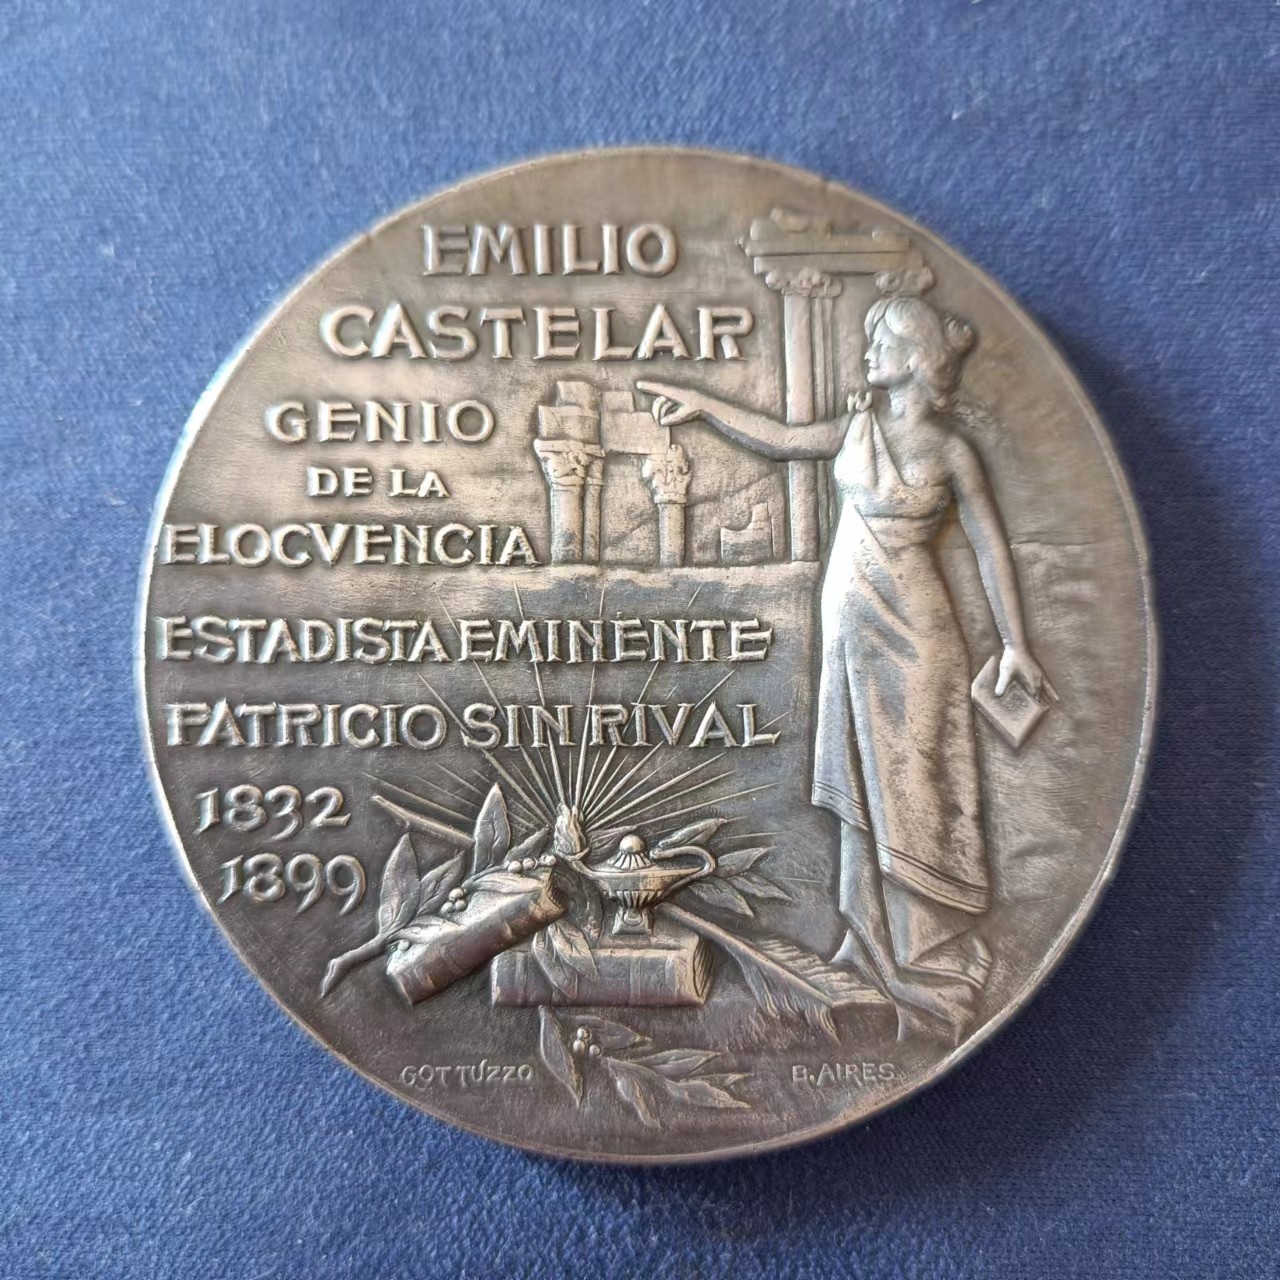 EMILIO
CASTELAR
GENIO
DE LA
ELOCVENCIA
ESTADISTA EMINENTE
PATRICIO SIN RIVAL
1832
1899
GOTTUZZO
B. AIRES